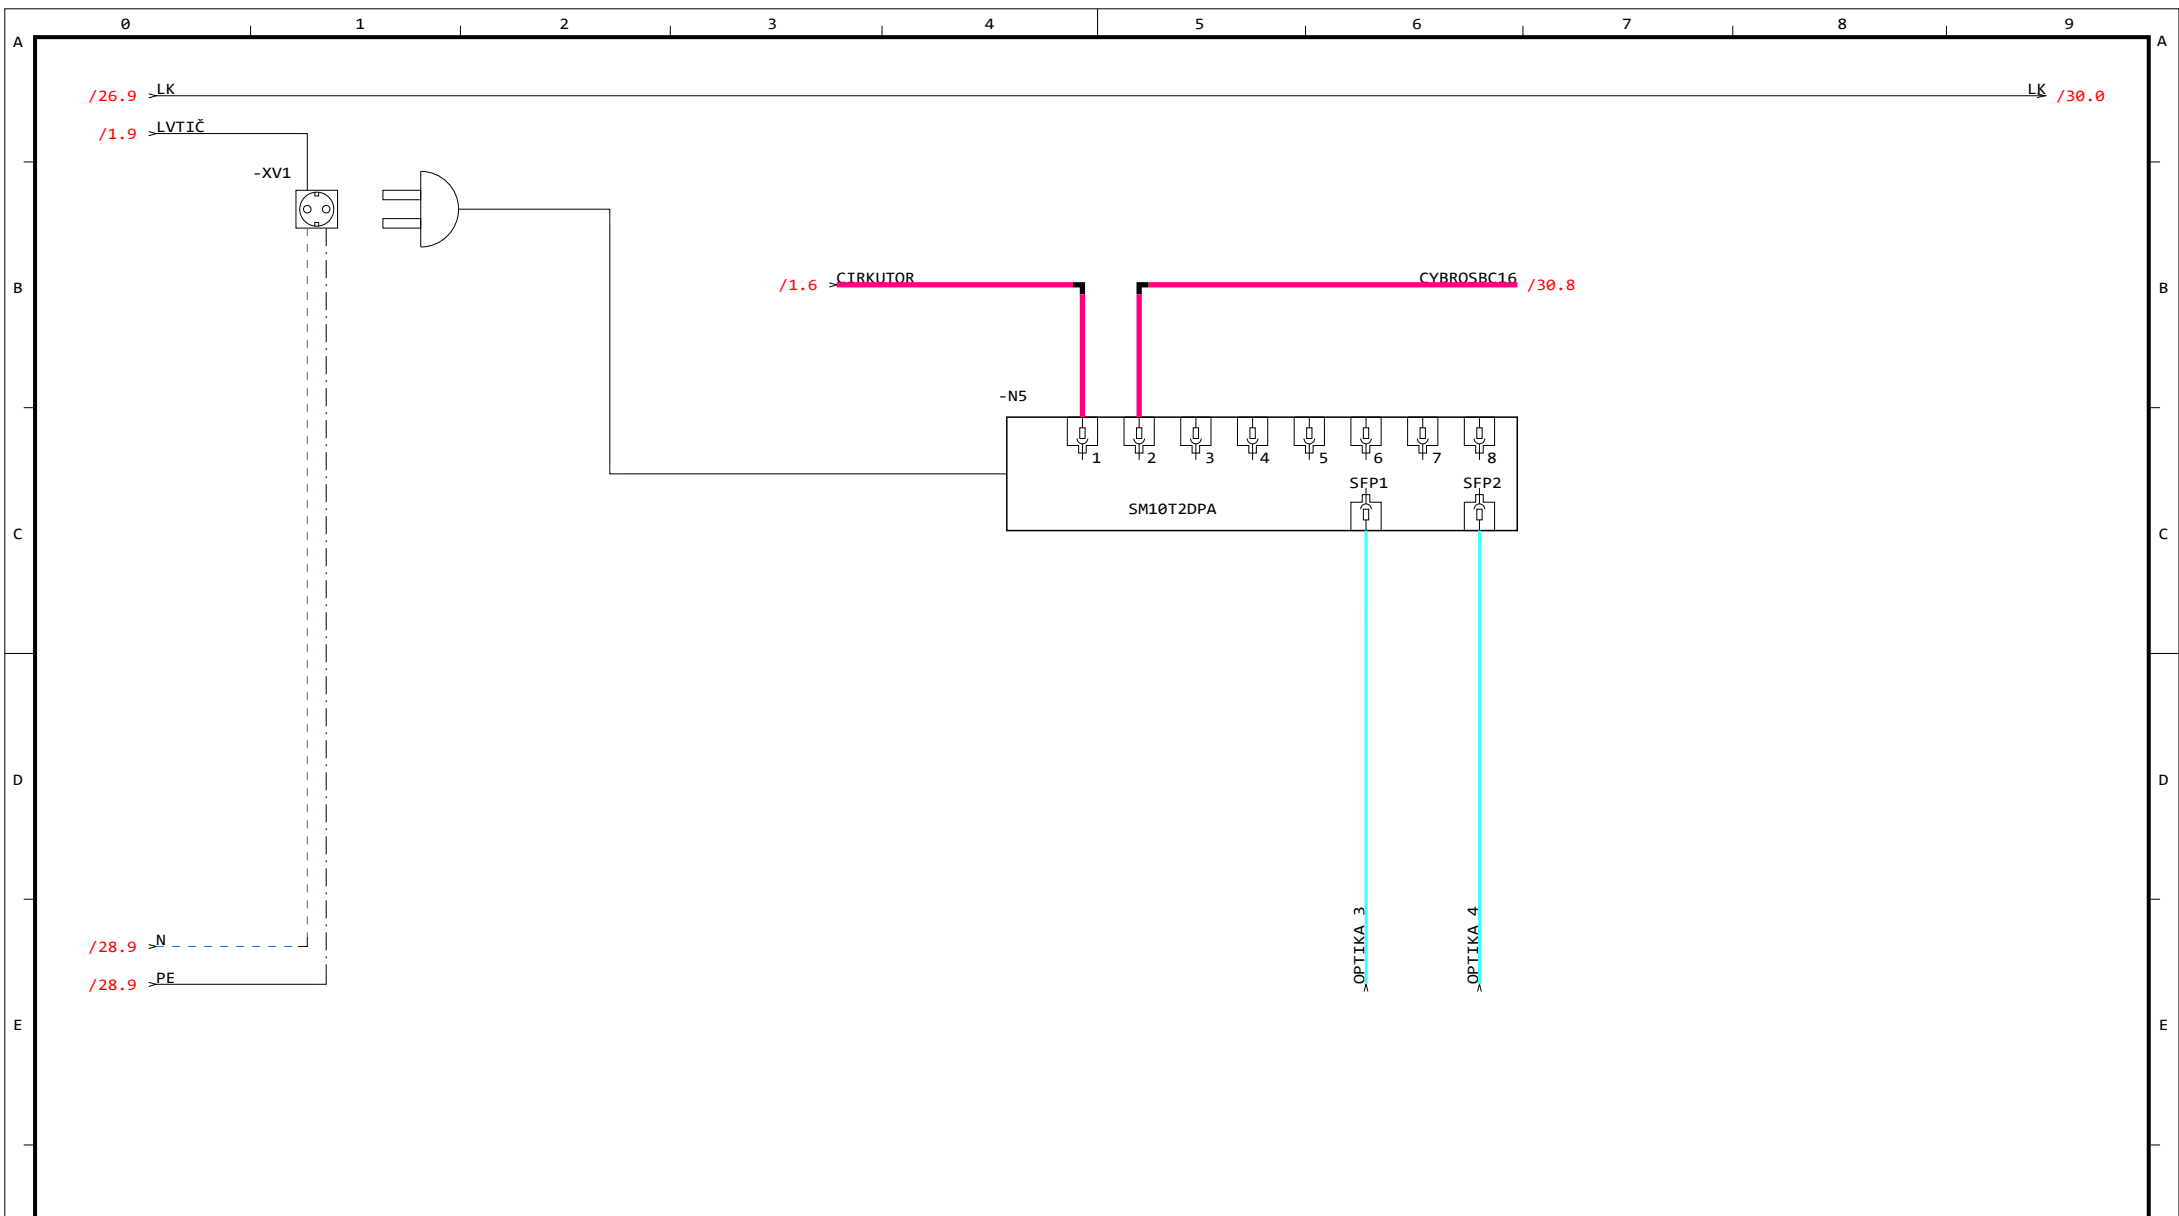 0 1 2 3 4 5 6 7 8 9
A A
/26.9 LK LK /30.0
/1.9 LVTIČ
-XV1
/1.6 CIRKUTOR CYBROSBC16 /30.8
B B
-N5
1 2 3 4 5 6 7 8
SFP1 SFP2
SM10T2DPA
C C
D D
OPTIKA 3 OPTIKA 4
/28.9 N
/28.9 PE
E E